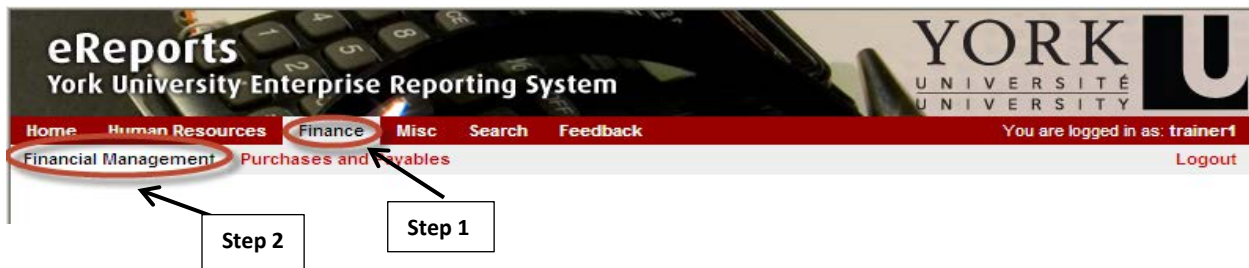 eReports
York University Enterprise Reporting System
YORK U
UNIVERSITÉ
UNIVERSITY
Home Human Resources Finance Misc Search Feedback You are logged in as: trainer1
Financial Management Purchases and Payables Logout
Step 1
Step 2